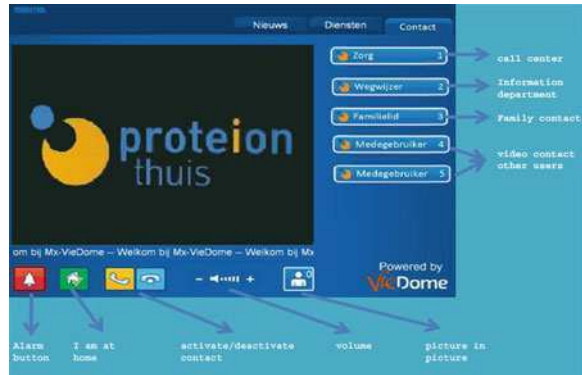 Nieuws Diensten Contact
Zorg 1
call center
Wegwijzer 2
Information
department
Familielid 3
Family contact
Medegebruiker 4
video contact
other users
Medegebruiker 5
proteion
thuis
om bij Mx-VieDome -- Welkom bij Mx-VieDome -- Welkom bij Mx
- +
0
Powered by
VieDome
Alarm
button
I am at
home
activate/deactivate
contact
volume
picture in
picture